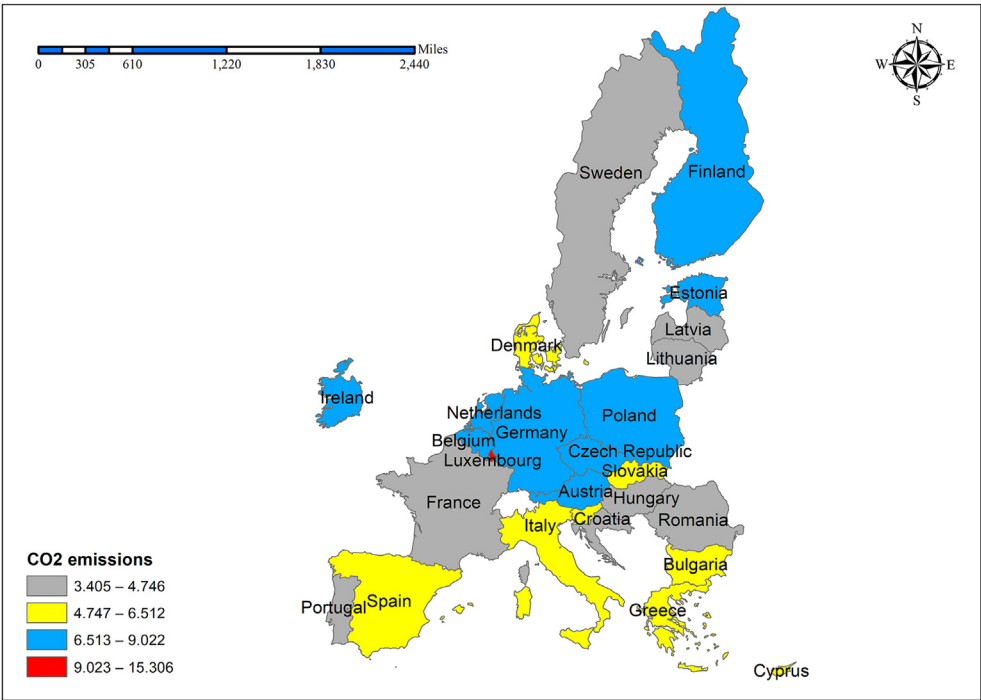 Miles
0 305 610 1,220 1,830 2,440
N
W E
S
Sweden
Finland
Estonia
Latvia
Denmark
Lithuania
Ireland
Netherlands
Poland
Germany
Belgium
Czech Republic
Luxembourg
Slovakia
Austria
Hungary
France
Croatia
Romania
Italy
Bulgaria
Portugal
Spain
Greece
Cyprus
CO2 emissions
3.405 – 4.746
4.747 – 6.512
6.513 – 9.022
9.023 – 15.306